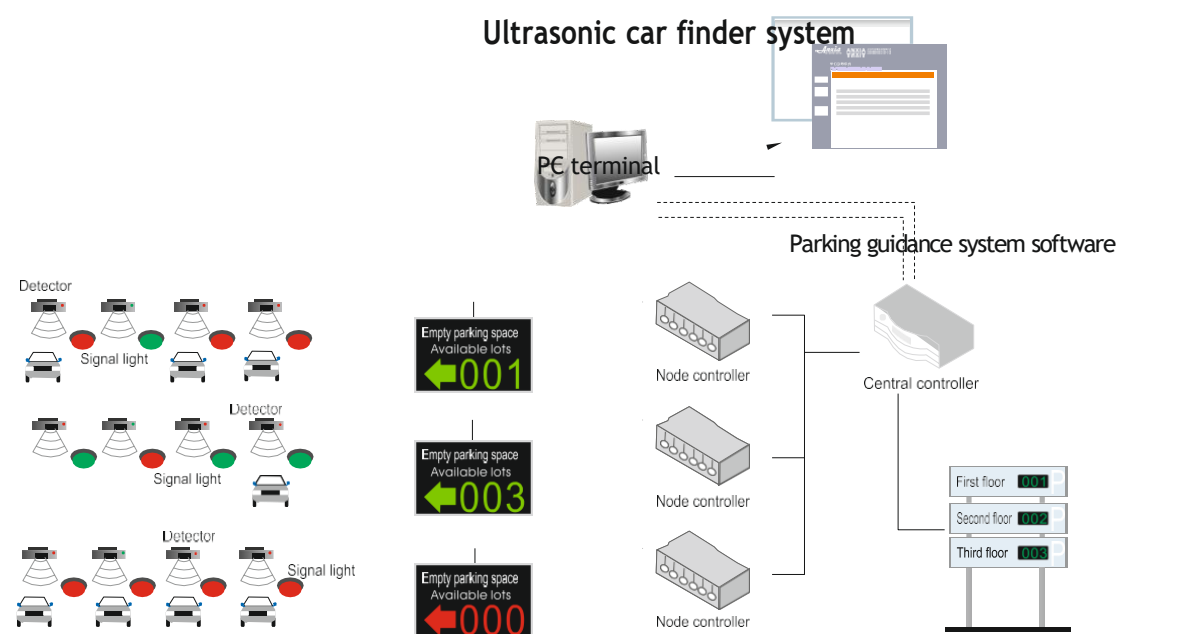 Ultrasonic car finder system
PC terminal
Parking guidance system software
Detector
Signal light
Empty parking space
Available lots
001
Node controller
Central controller
Detector
Signal light
Empty parking space
Available lots
003
Node controller
First floor 001 P
Second floor 002 P
Third floor 003 P
Detector
Signal light
Empty parking space
Available lots
000
Node controller